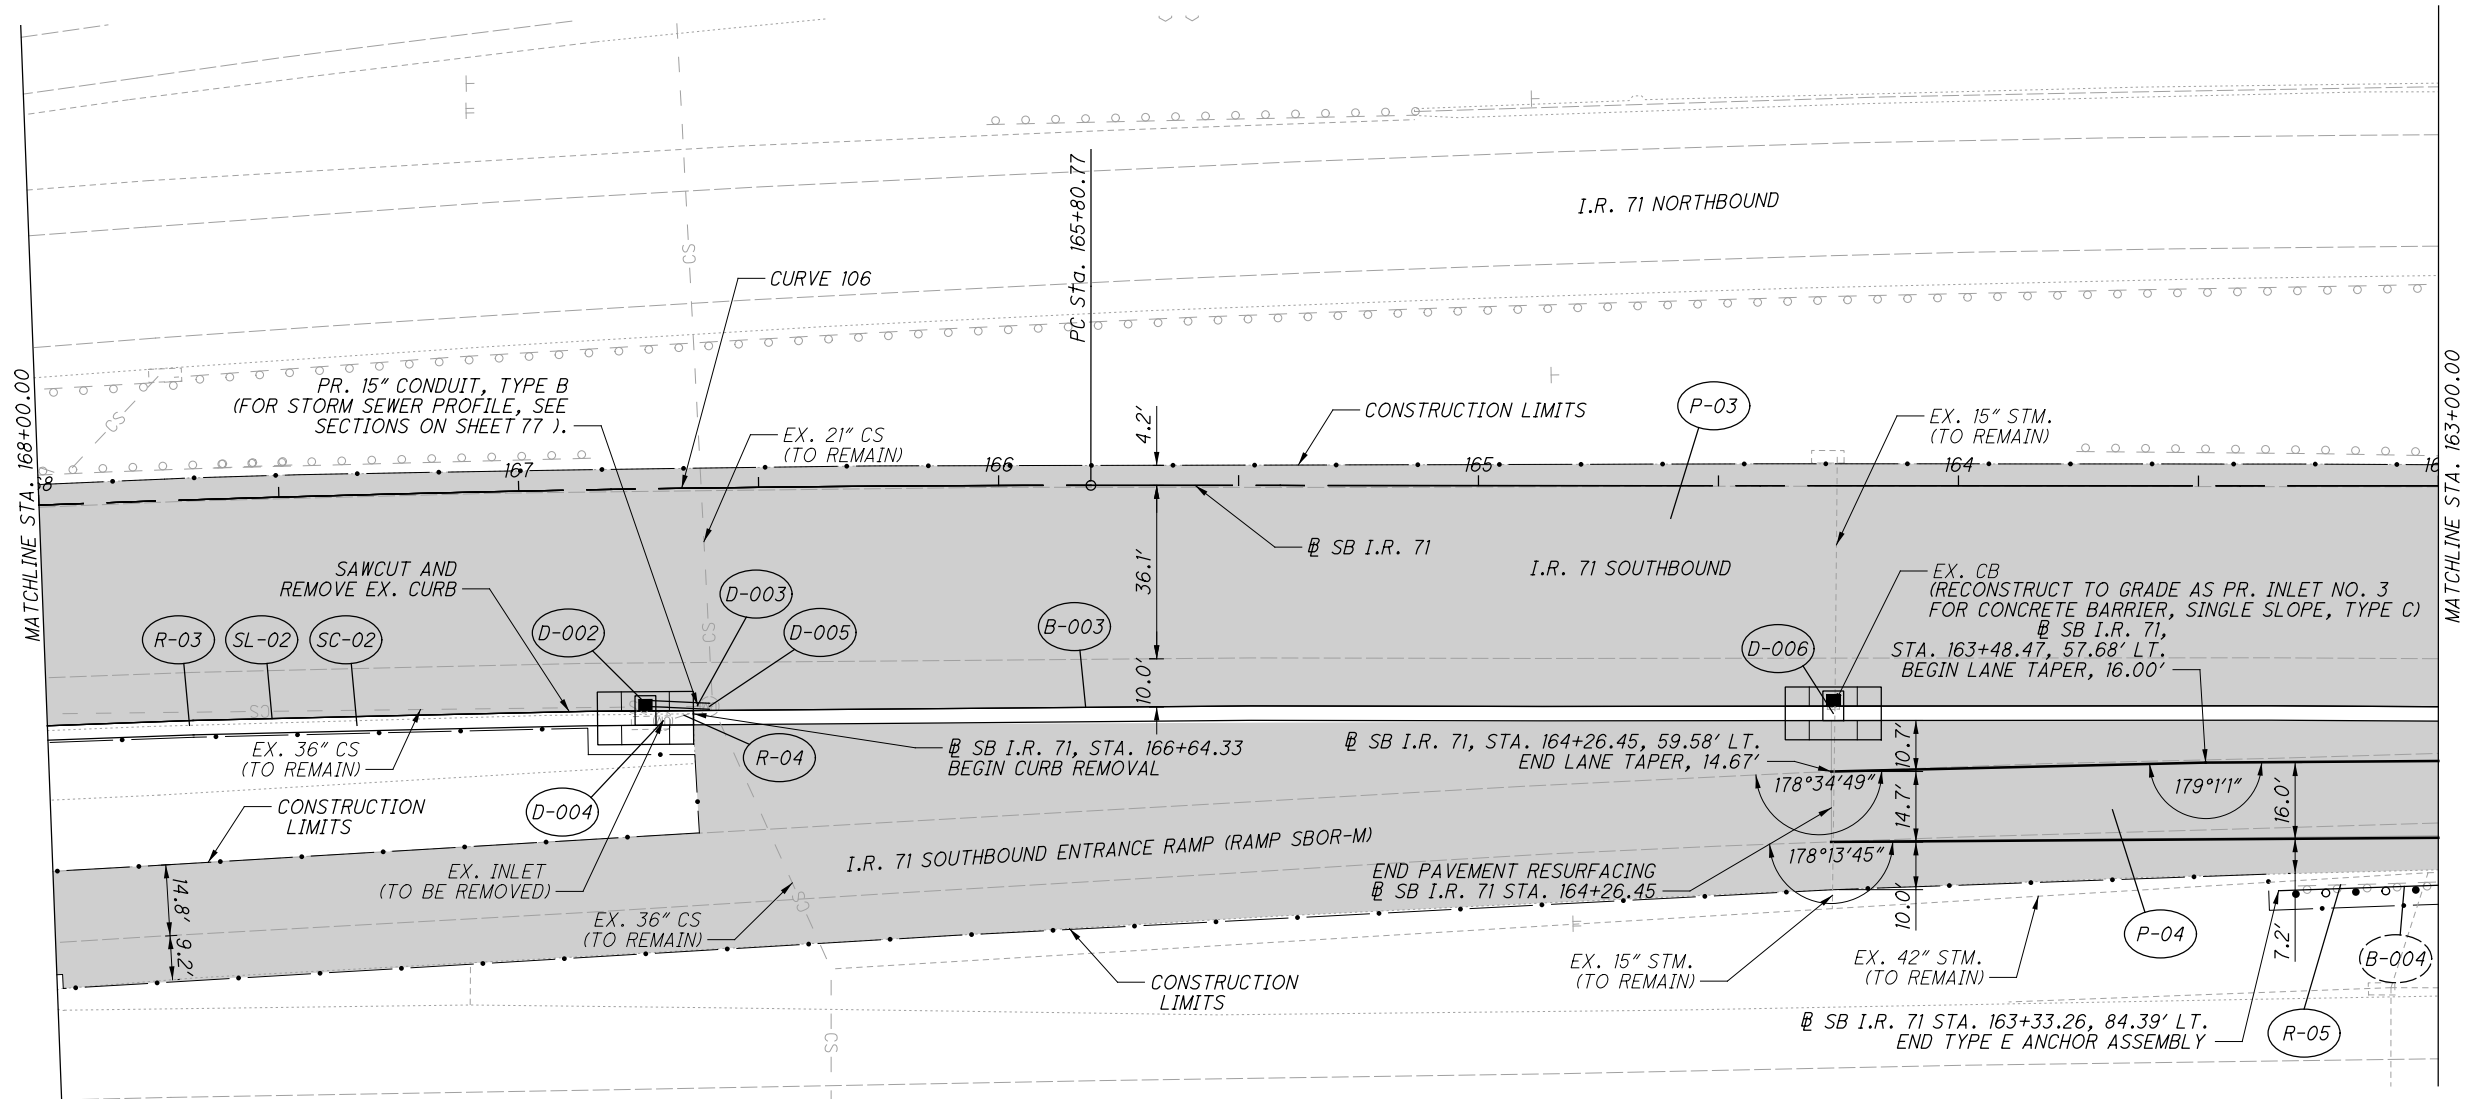 I.R. 71 NORTHBOUND
PC Sta. 165+80.77
CS
CURVE 106
MATCHLINE STA. 168+00.00
MATCHLINE STA. 163+00.00
PR. 15" CONDUIT, TYPE B
(FOR STORM SEWER PROFILE, SEE
SECTIONS ON SHEET 77 ).
CS
EX. 21" CS
(TO REMAIN)
4.2'
CONSTRUCTION LIMITS
P-03
EX. 15" STM.
(TO REMAIN)
167
166
165
164
℄ SB I.R. 71
36.1'
I.R. 71 SOUTHBOUND
SAWCUT AND
REMOVE EX. CURB
EX. CB
(RECONSTRUCT TO GRADE AS PR. INLET NO. 3
FOR CONCRETE BARRIER, SINGLE SLOPE, TYPE C)
R-03
SL-02
SC-02
D-002
D-003
D-005
CS
B-003
D-006
℄ SB I.R. 71,
STA. 163+48.47, 57.68' LT.
BEGIN LANE TAPER, 16.00'
10.0'
CS
EX. 36" CS
(TO REMAIN)
R-04
℄ SB I.R. 71, STA. 166+64.33
BEGIN CURB REMOVAL
℄ SB I.R. 71, STA. 164+26.45, 59.58' LT.
END LANE TAPER, 14.67'
10.7'
178°34'49"
179°1'1"
14.7'
16.0'
CONSTRUCTION
LIMITS
D-004
I.R. 71 SOUTHBOUND ENTRANCE RAMP (RAMP SBOR-M)
178°13'45"
EX. INLET
(TO BE REMOVED)
14.8'
9.2'
END PAVEMENT RESURFACING
℄ SB I.R. 71 STA. 164+26.45
10.0'
CS
EX. 36" CS
(TO REMAIN)
P-04
7.2'
B-004
EX. 15" STM.
(TO REMAIN)
EX. 42" STM.
(TO REMAIN)
CONSTRUCTION
LIMITS
℄ SB I.R. 71 STA. 163+33.26, 84.39' LT.
END TYPE E ANCHOR ASSEMBLY
R-05
CS